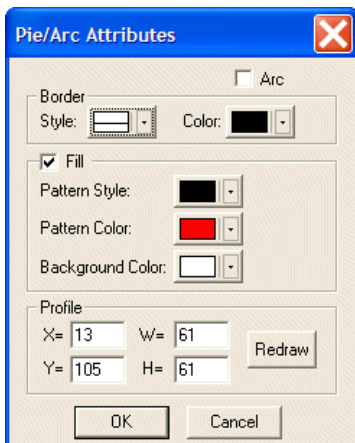 Pie/Arc Attributes
Arc
Border
Style: Color:
Fill
Pattern Style:
Pattern Color:
Background Color:
Profile
X= 13 W= 61
Redraw
Y= 105 H= 61
OK Cancel